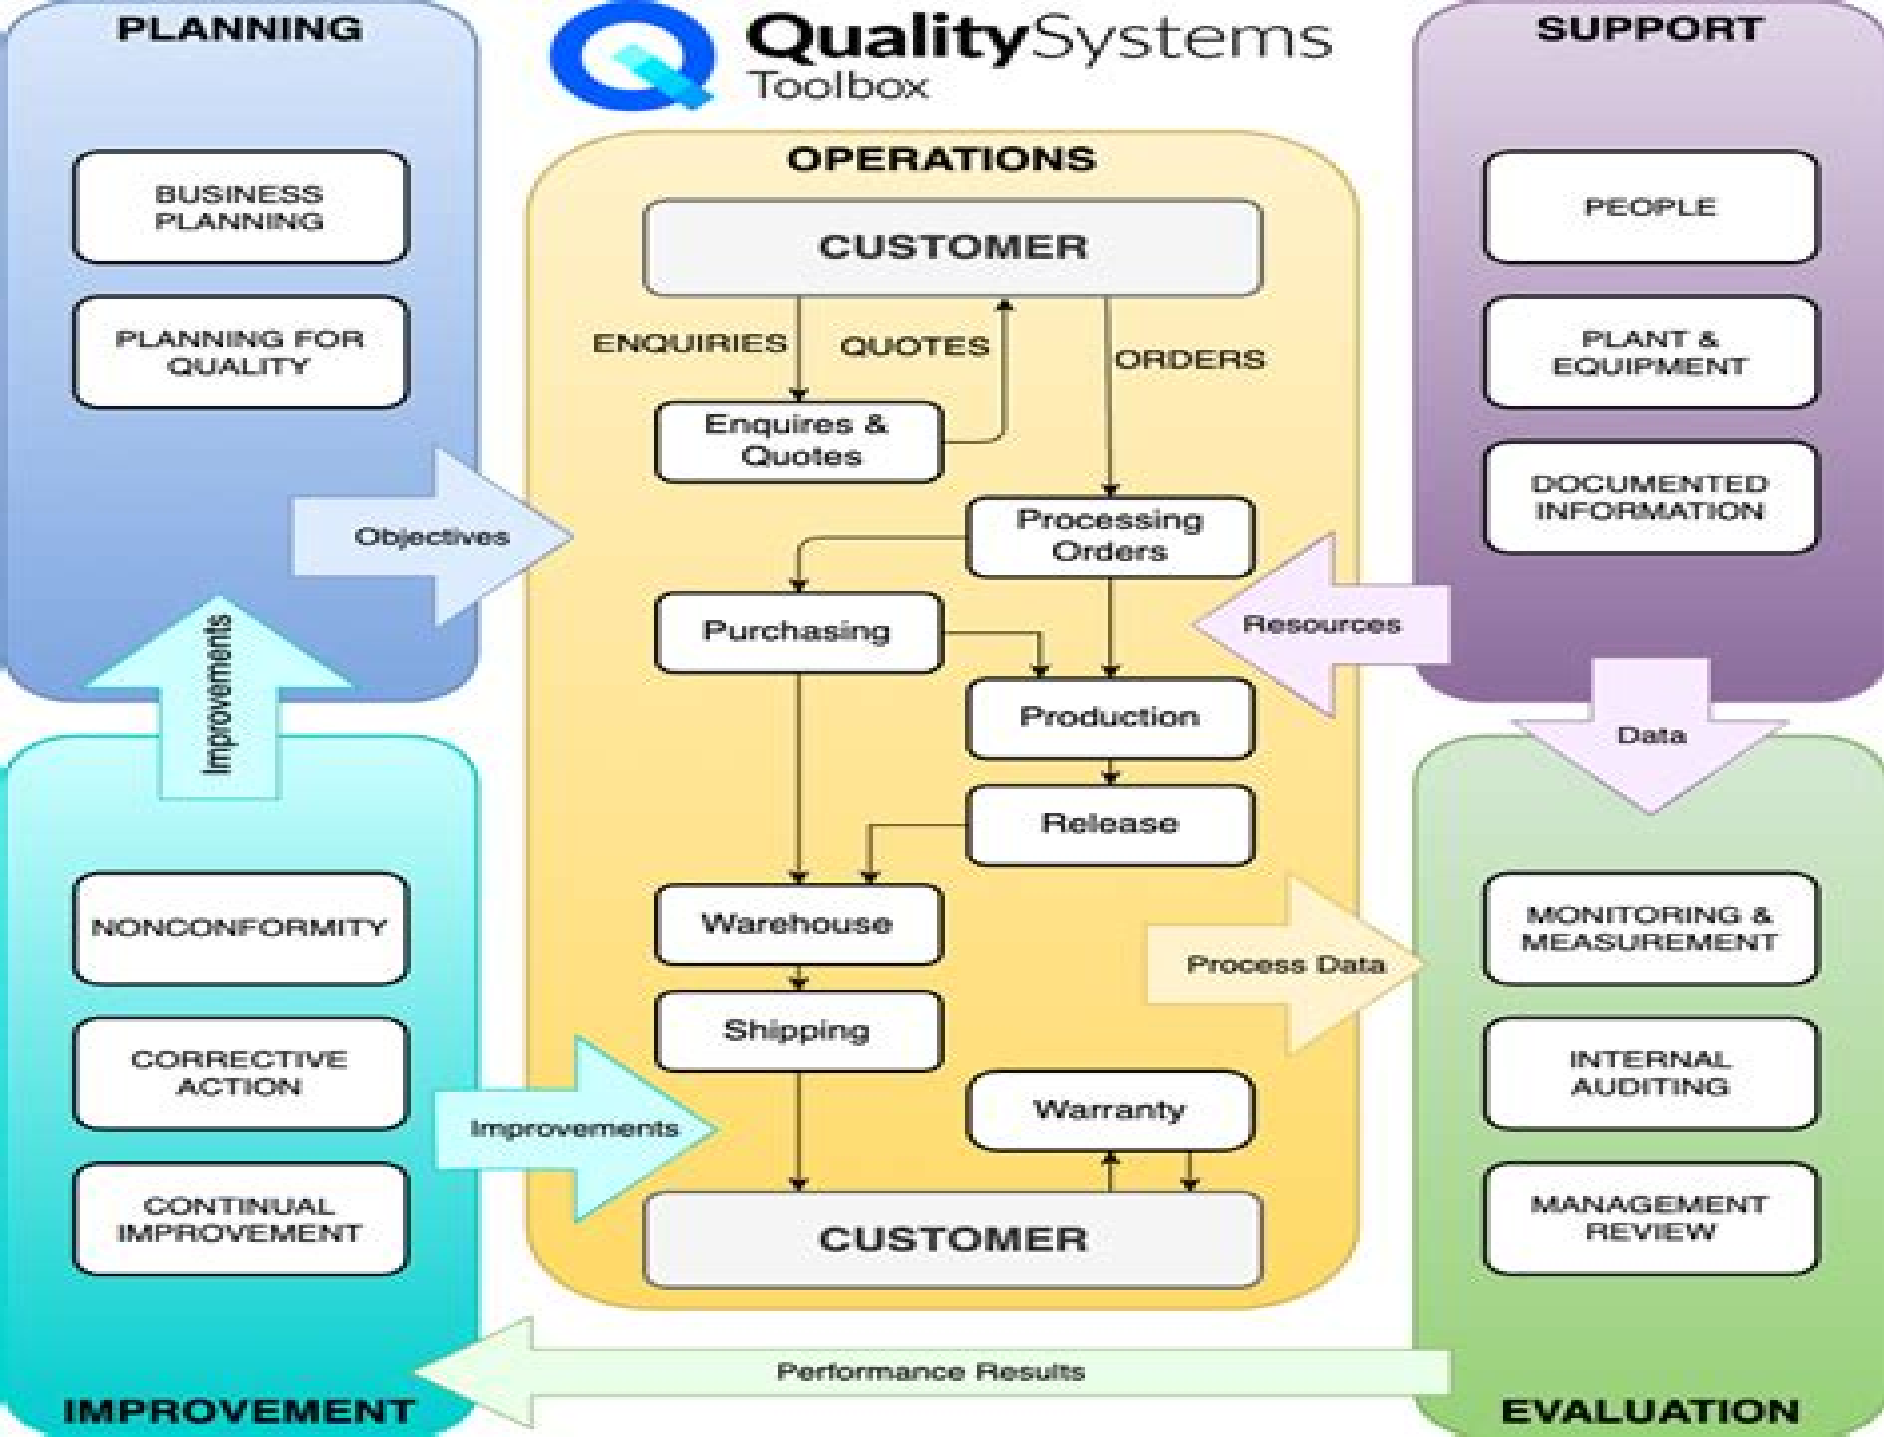 PLANNING
BUSINESS
PLANNING
PLANNING FOR
QUALITY
Objectives
Improvements
QualitySystems
Toolbox
OPERATIONS
CUSTOMER
ENQUIRIES
QUOTES
ORDERS
Enquires &
Quotes
Processing
Orders
Purchasing
Production
Release
Warehouse
Shipping
Warranty
CUSTOMER
SUPPORT
PEOPLE
PLANT &
EQUIPMENT
DOCUMENTED
INFORMATION
Resources
Data
NONCONFORMITY
CORRECTIVE
ACTION
CONTINUAL
IMPROVEMENT
Improvements
IMPROVEMENT
Process Data
MONITORING &
MEASUREMENT
INTERNAL
AUDITING
MANAGEMENT
REVIEW
Performance Results
EVALUATION